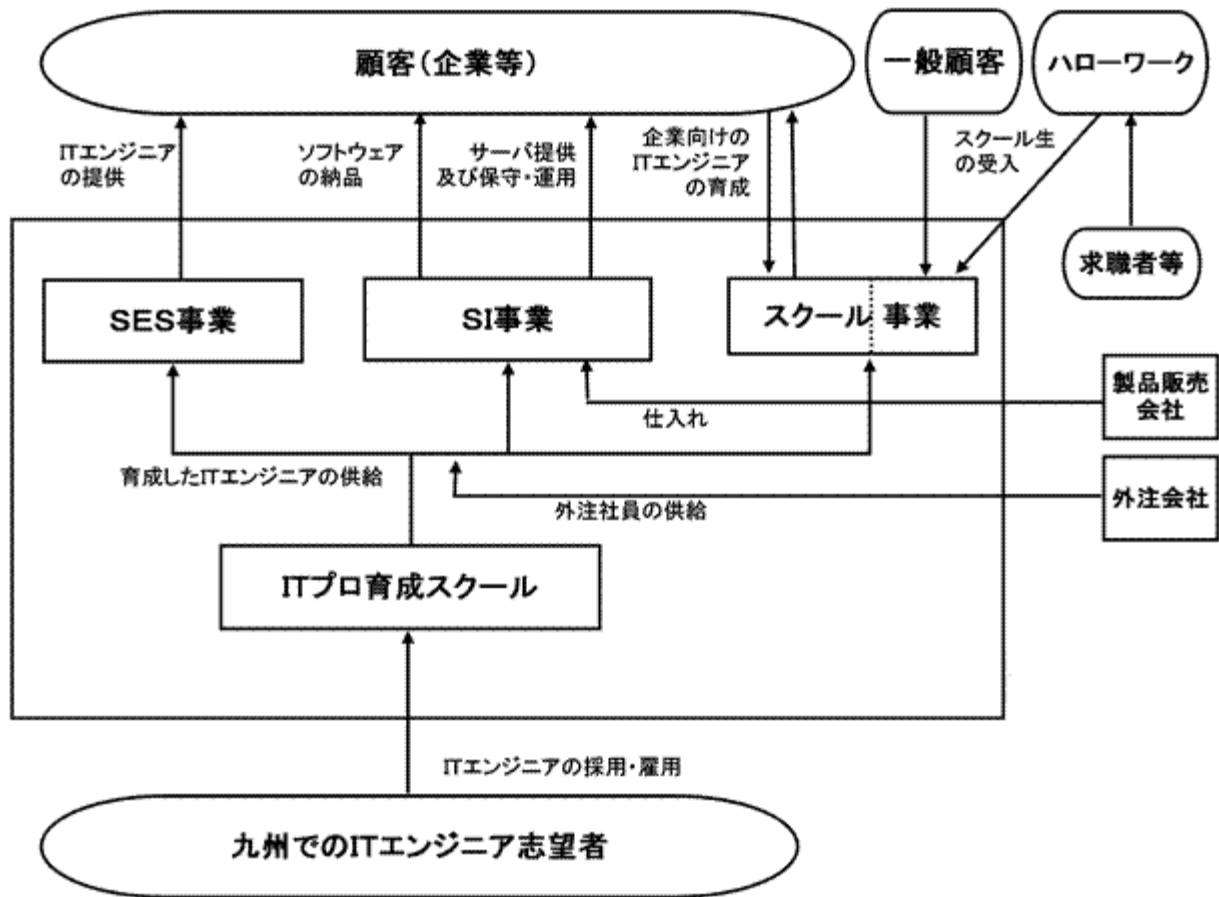 顧客(企業等)
一般顧客
ハローワーク
ITエンジニア
の提供
ソフトウェア
の納品
サーバ提供
及び保守・運用
企業向けの
ITエンジニア
の育成
スクール生
の受入
求職者等
SES事業
SI事業
スクール 事業
製品販売
会社
仕入れ
育成したITエンジニアの供給
外注社員の供給
外注会社
ITプロ育成スクール
ITエンジニアの採用・雇用
九州でのITエンジニア志望者